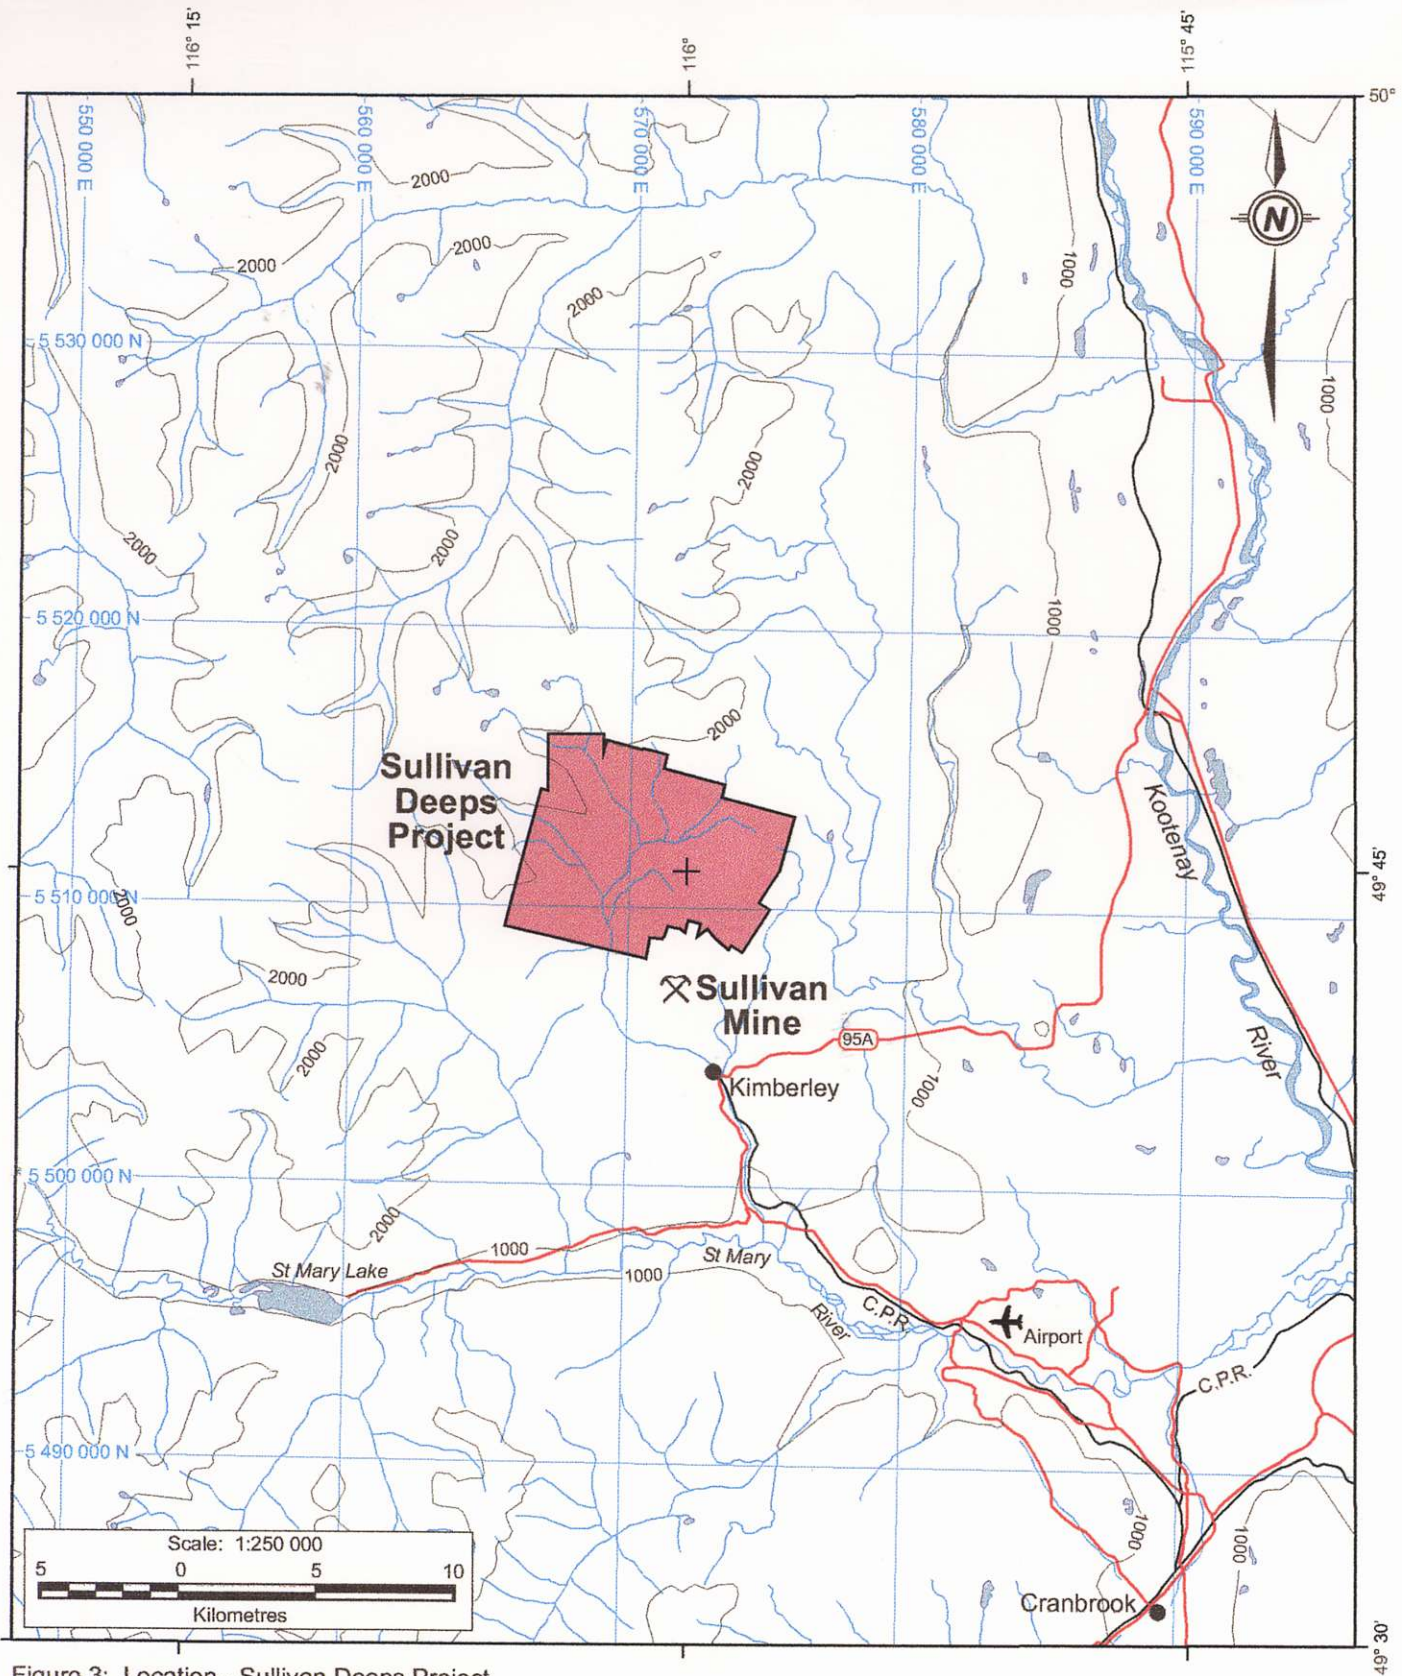 116° 15'
116°
115° 45'
50°
550 000 E
560 000 E
570 000 E
580 000 E
590 000 E
N
2000
2000
2000
1000
2000
5 530 000 N
1000
2000
2000
2000
2000
1000
5 520 000 N
2000
Sullivan
Deeps
Project
Kootenay
49° 45'
5 510 000 N
2000
2000
Sullivan
Mine
95A
River
2000
Kimberley
1000
5 500 000 N
2000
1000
St Mary
St Mary Lake
1000
River
C.P.R.
Airport
C.P.R.
5 490 000 N
1000
1000
Scale: 1:250 000
5 0 5 10
Kilometres
Cranbrook
49° 30'
Figure 3: Location - Sullivan Deeps Project